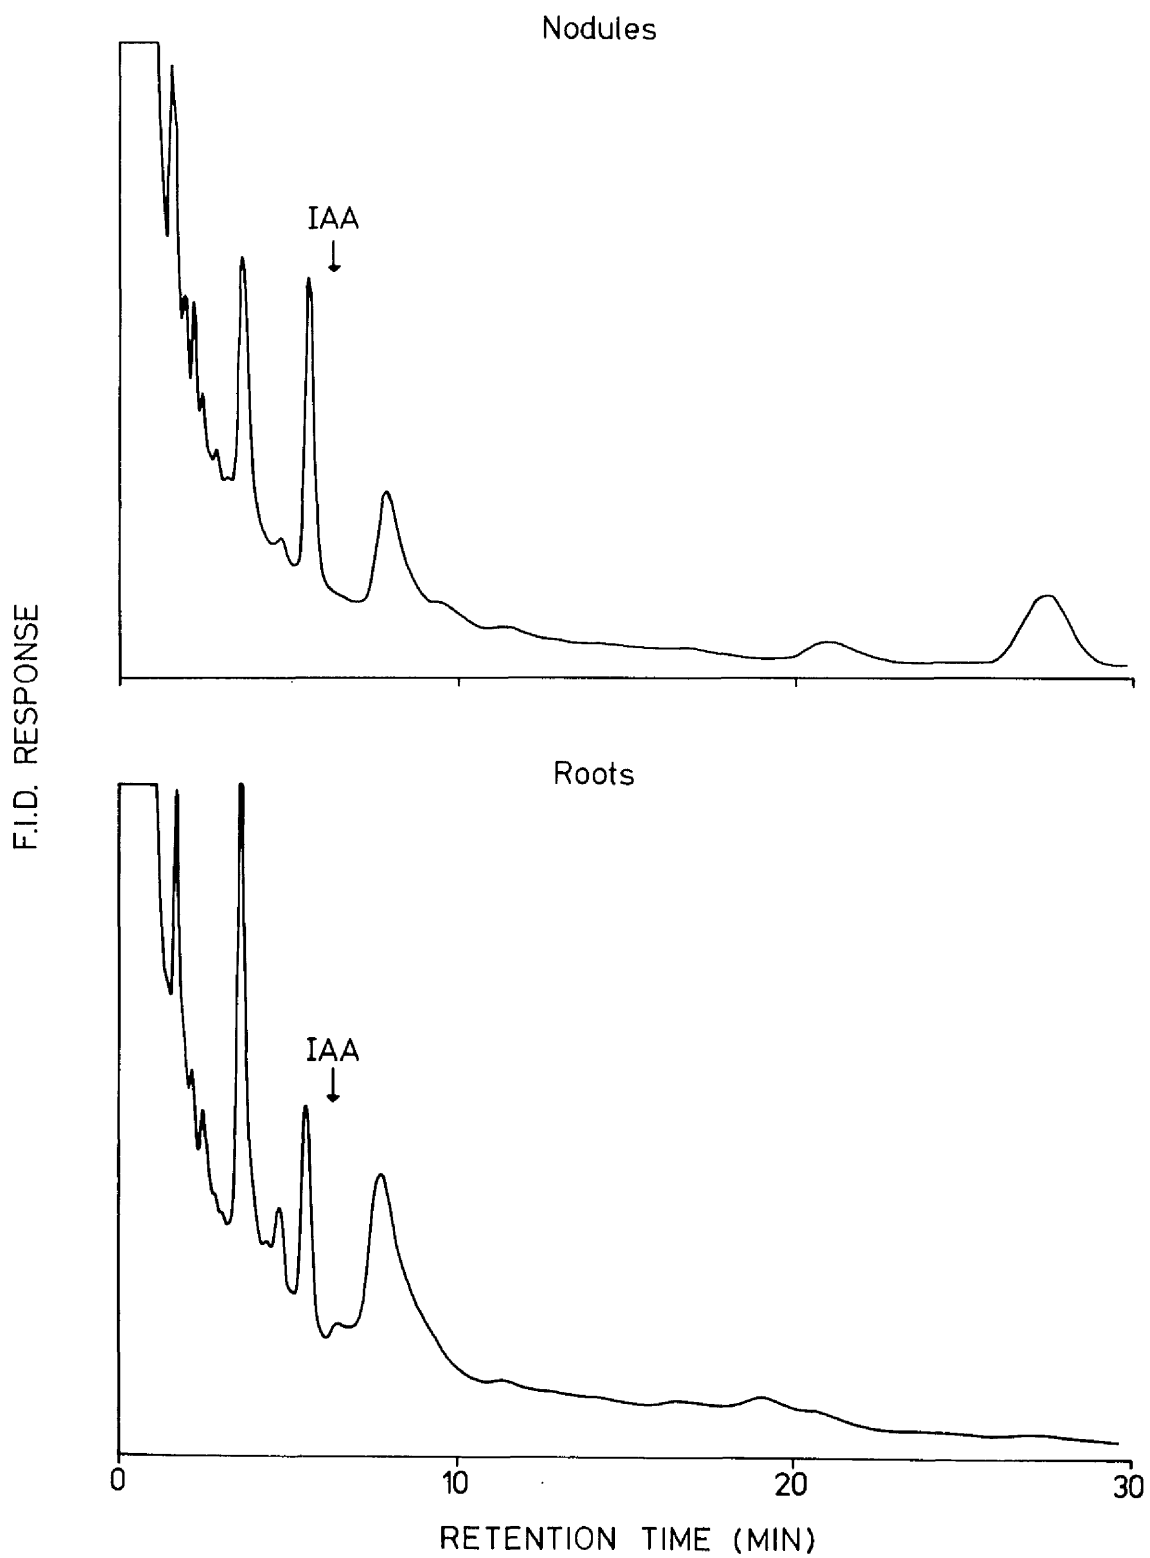 Nodules
IAA
F.I.D. RESPONSE
Roots
IAA
0 10 20 30
RETENTION TIME (MIN)